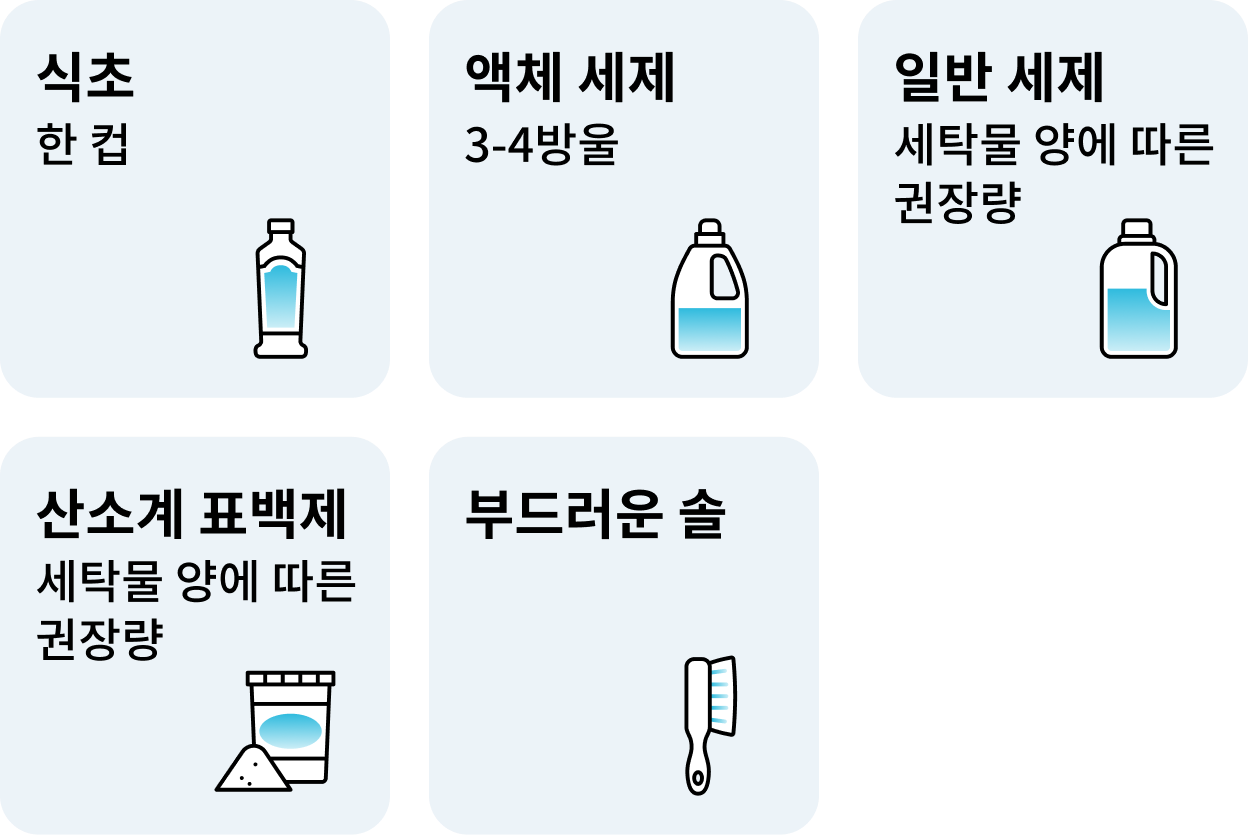 식초
한 컵
액체 세제
3-4방울
일반 세제
세탁물 양에 따른
권장량
산소계 표백제
세탁물 양에 따른
권장량
부드러운 솔